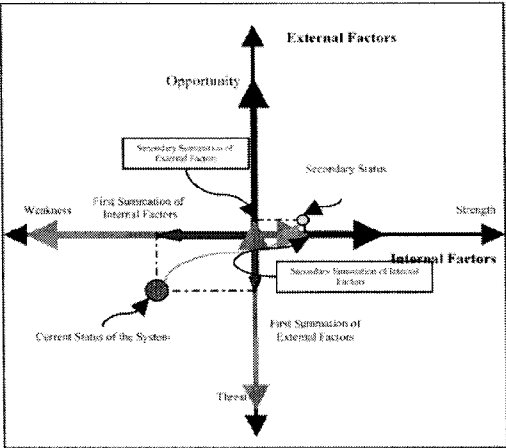 External Factors
Opportunity
Secondary Summation of
External Factors
Secondary Status
Weakness
First Summation of
Internal Factors
Strength
Internal Factors
Secondary Summation of Internal
Factors
Current Status of the System
First Summation of
External Factors
Threat